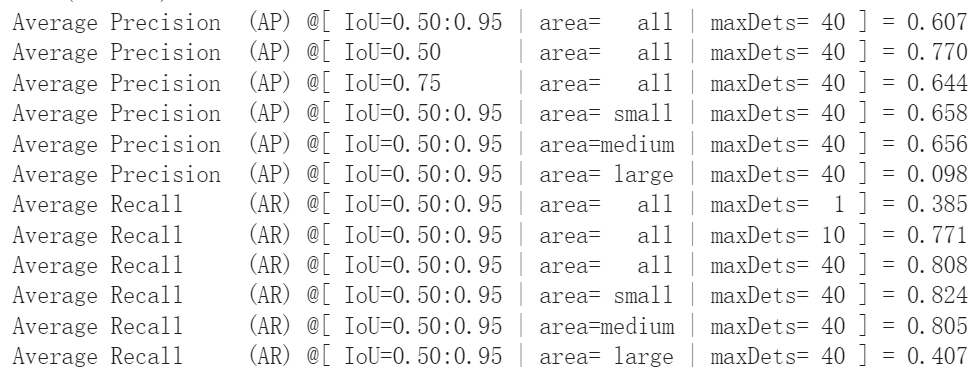 Average Precision  (AP) @[ IoU=0.50:0.95 | area=   all | maxDets= 40 ] = 0.607
Average Precision  (AP) @[ IoU=0.50      | area=   all | maxDets= 40 ] = 0.770
Average Precision  (AP) @[ IoU=0.75      | area=   all | maxDets= 40 ] = 0.644
Average Precision  (AP) @[ IoU=0.50:0.95 | area= small | maxDets= 40 ] = 0.658
Average Precision  (AP) @[ IoU=0.50:0.95 | area=medium | maxDets= 40 ] = 0.656
Average Precision  (AP) @[ IoU=0.50:0.95 | area= large | maxDets= 40 ] = 0.098
Average Recall     (AR) @[ IoU=0.50:0.95 | area=   all | maxDets=  1 ] = 0.385
Average Recall     (AR) @[ IoU=0.50:0.95 | area=   all | maxDets= 10 ] = 0.771
Average Recall     (AR) @[ IoU=0.50:0.95 | area=   all | maxDets= 40 ] = 0.808
Average Recall     (AR) @[ IoU=0.50:0.95 | area= small | maxDets= 40 ] = 0.824
Average Recall     (AR) @[ IoU=0.50:0.95 | area=medium | maxDets= 40 ] = 0.805
Average Recall     (AR) @[ IoU=0.50:0.95 | area= large | maxDets= 40 ] = 0.407